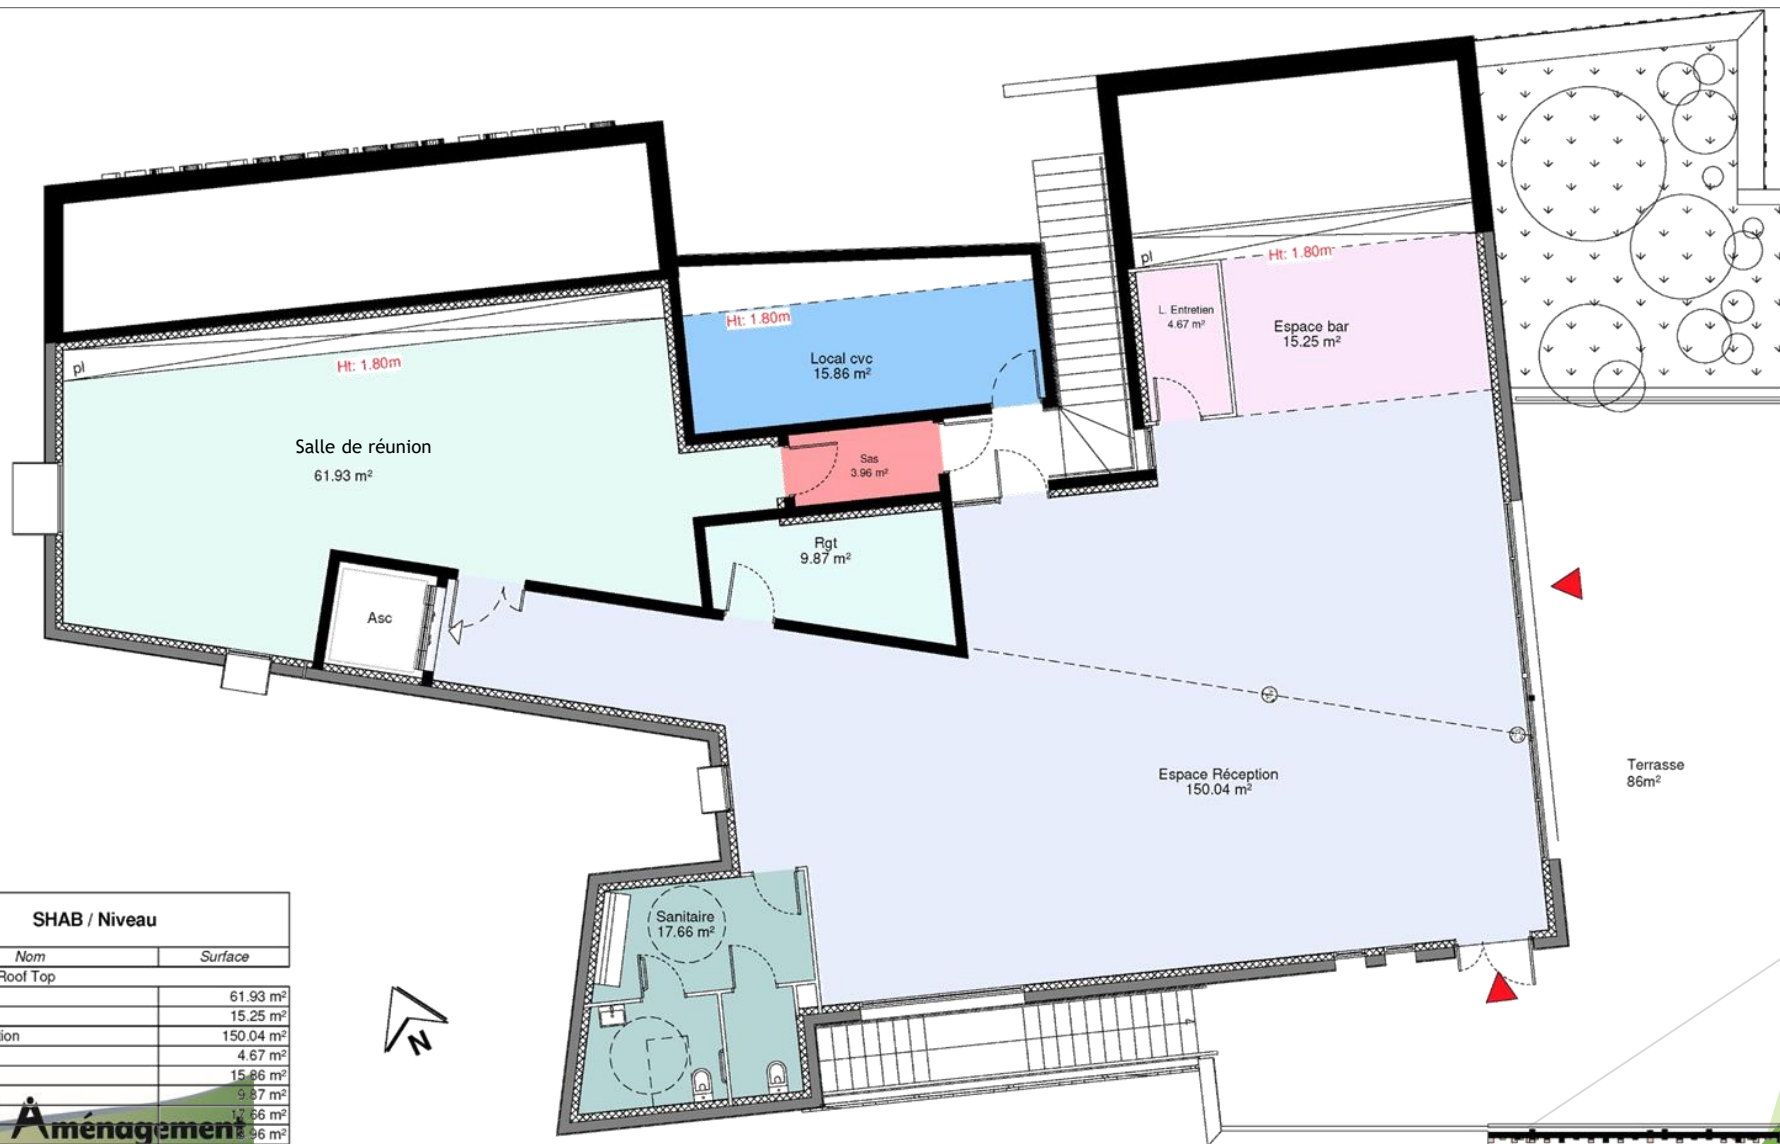 pl
Ht: 1.80m
Salle de réunion
61.93 m²
Ht: 1.80m
Local cvc
15.86 m²
pl
Ht: 1.80m
L. Entretien
4.67 m²
Espace bar
15.25 m²
Sas
3.96 m²
Rgt
9.87 m²
Asc
Espace Réception
150.04 m²
Terrasse
86m²
Sanitaire
17.66 m²
N
SHAB / Niveau
Nom Surface
Roof Top
61.93 m²
15.25 m²
tion 150.04 m²
4.67 m²
15.86 m²
9.87 m²
17.66 m²
3.96 m²
Aménagement